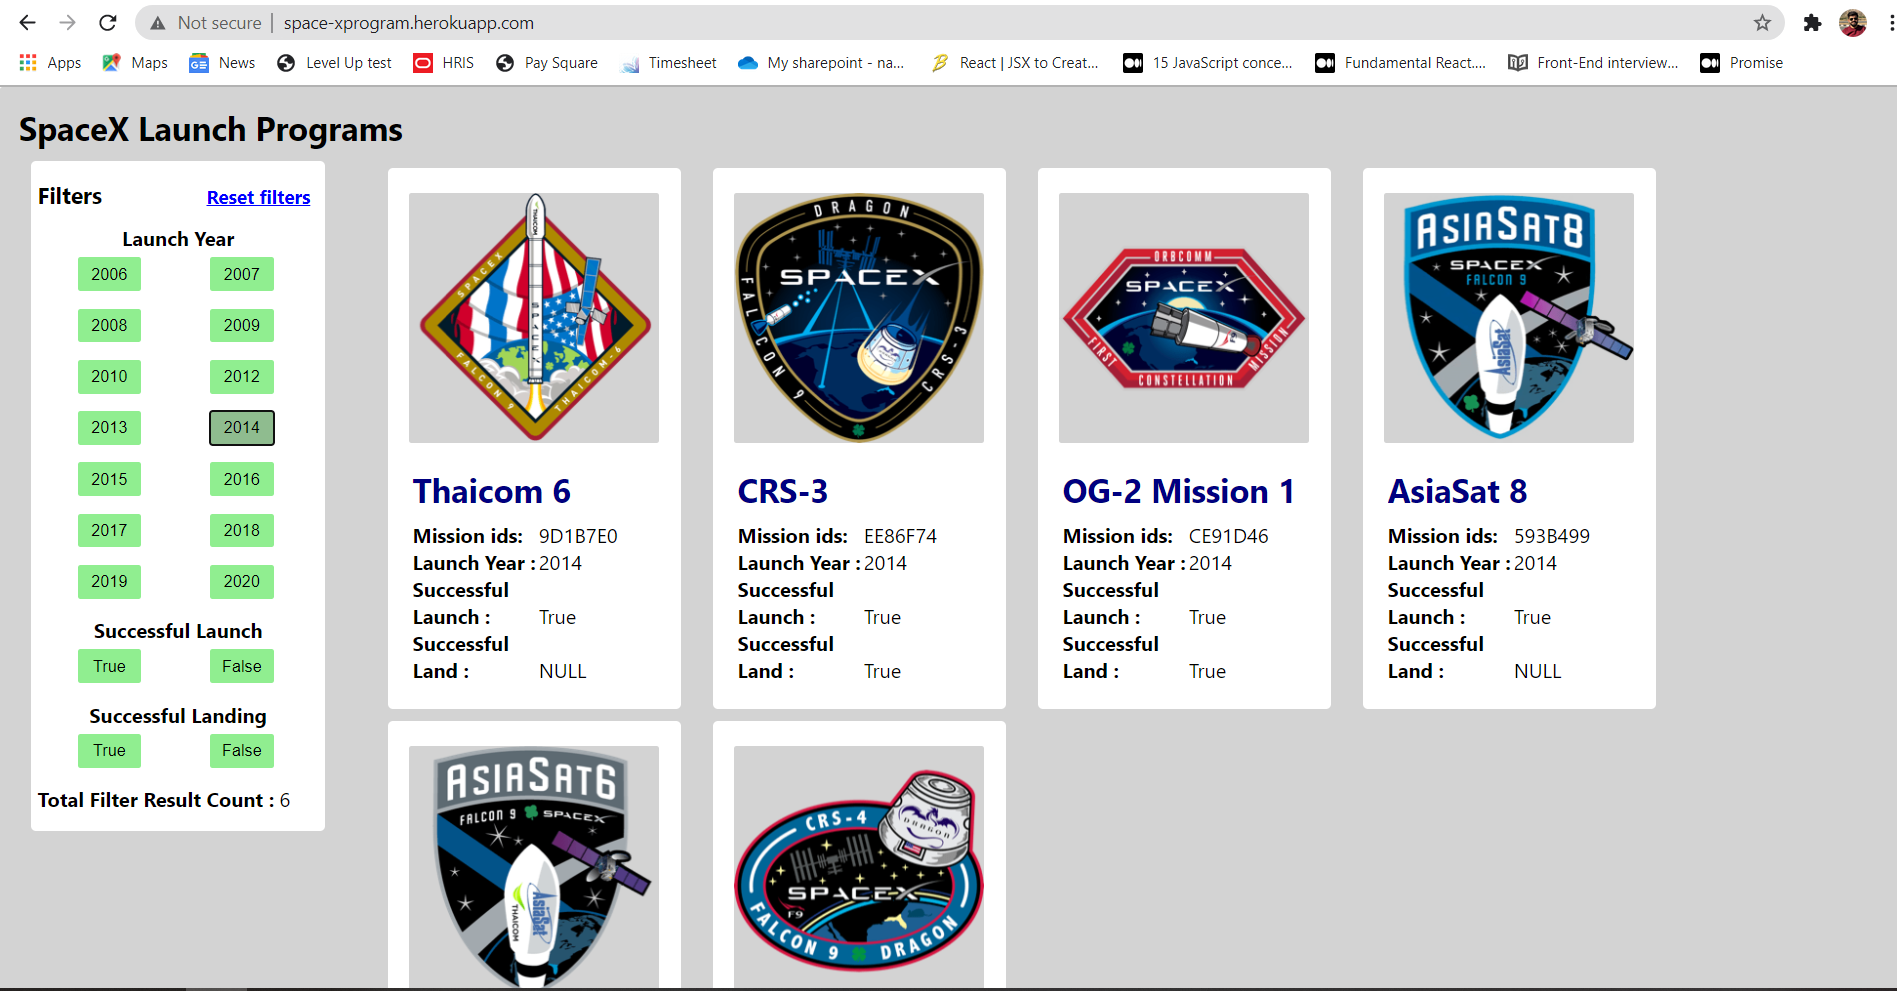 Not secure | space-xprogram.herokuapp.com
Apps Maps News Level Up test HRIS Pay Square Timesheet My sharepoint - na... React | JSX to Creat... 15 JavaScript conce... Fundamental React.... Front-End interview... Promise
SpaceX Launch Programs
Filters Reset filters
Launch Year
2006 2007
2008 2009
2010 2012
2013 2014
2015 2016
2017 2018
2019 2020
Successful Launch
True False
Successful Landing
True False
Total Filter Result Count : 6
THAICOM
SPACEX
SPACEX
FALCON 9
THAICOM-6
Thaicom 6
Mission ids: 9D1B7E0
Launch Year : 2014
Successful
Launch : True
Successful
Land : NULL
DRAGON
SPACEX
FALCON 9
CRS-3
CRS-3
Mission ids: EE86F74
Launch Year : 2014
Successful
Launch : True
Successful
Land : True
ORBCOMM
SPACEX
FIRST
CONSTELLATION
MISSION
OG-2 Mission 1
Mission ids: CE91D46
Launch Year : 2014
Successful
Launch : True
Successful
Land : True
ASIASAT8
SPACEX
FALCON 9
AsiaSat
AsiaSat 8
Mission ids: 593B499
Launch Year : 2014
Successful
Launch : True
Successful
Land : NULL
ASIASAT6
FALCON 9 SPACEX
AsiaSat
THAICOM
CRS-4
DRAGON
SPACEX
F9
FALCON 9 DRAGON